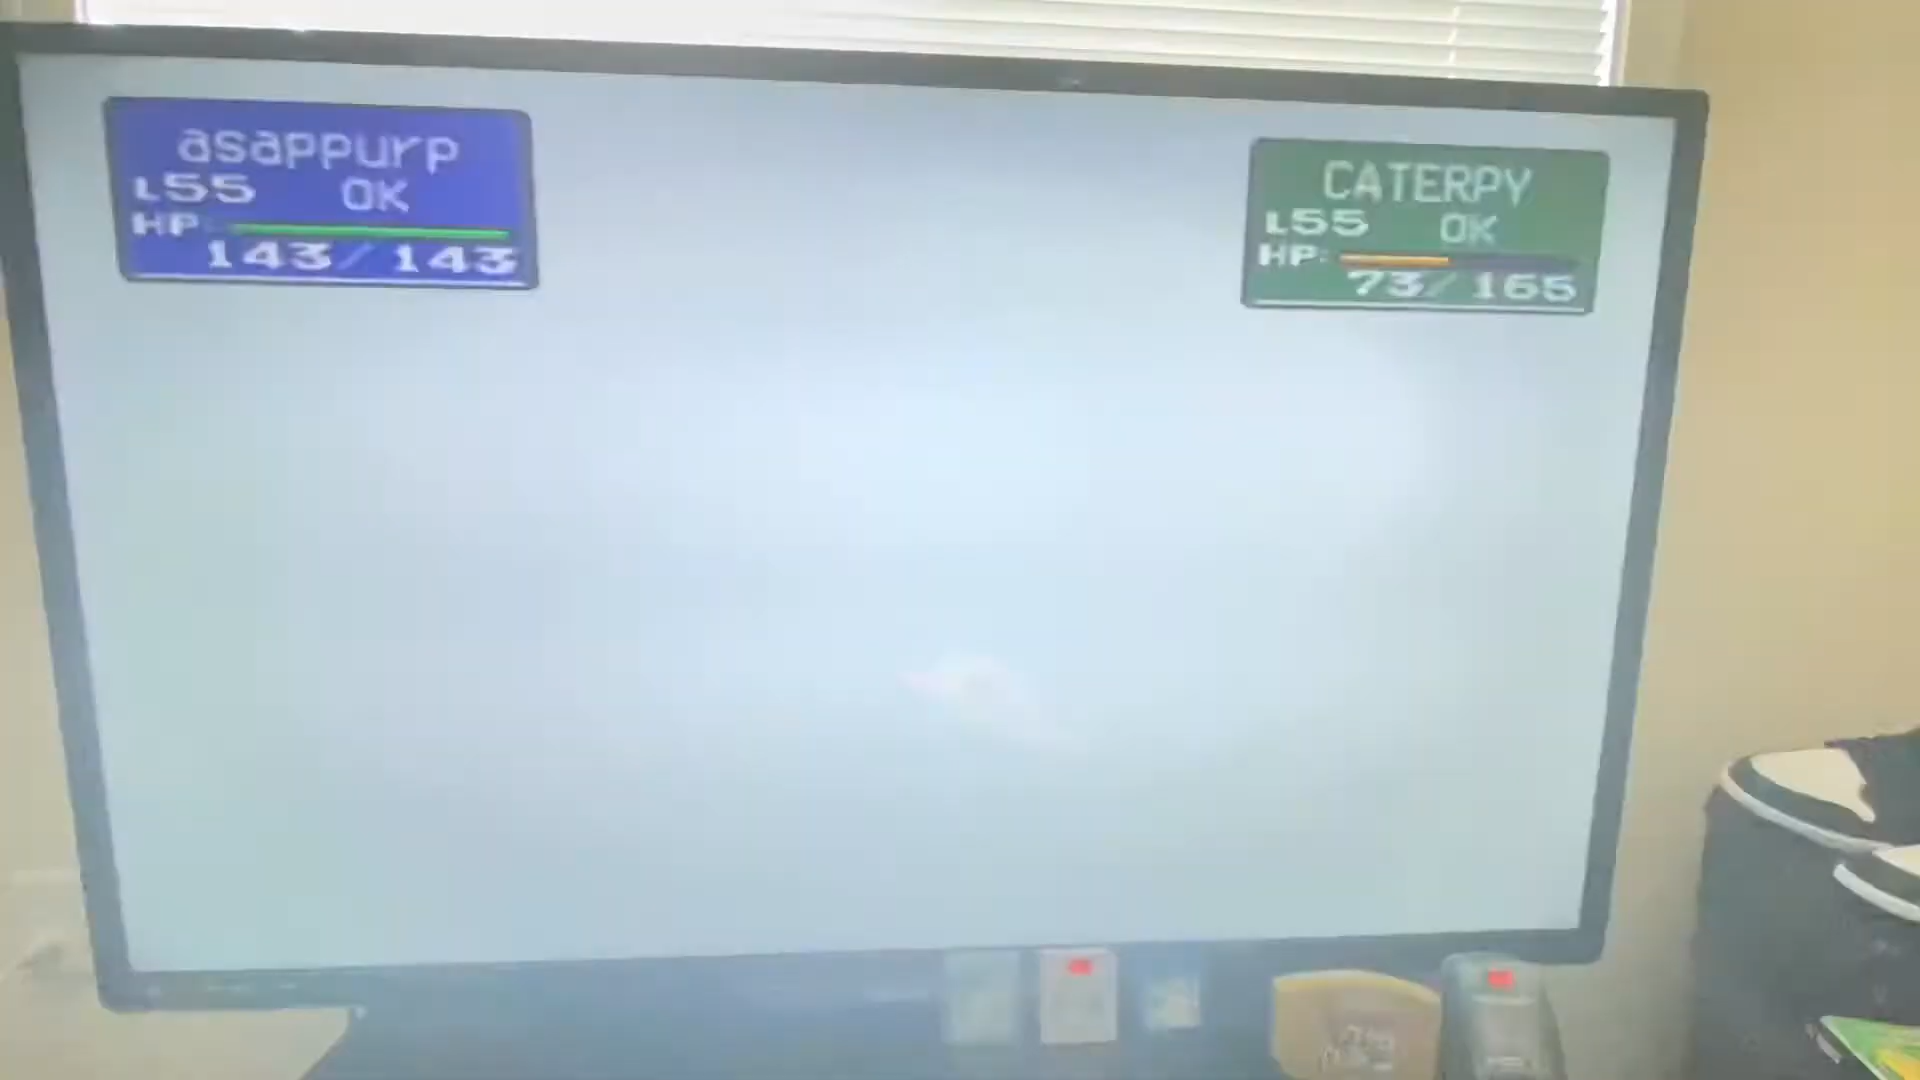 asappurp
L55 OK
HP:
143/143
CATERPY
L55 OK
HP:
73/165